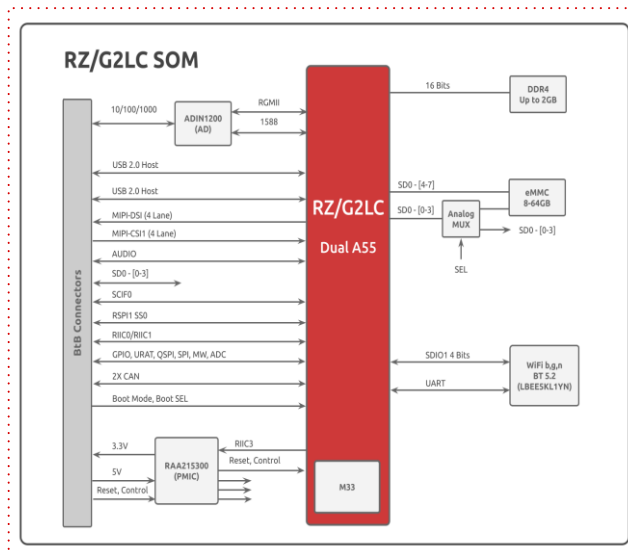 RZ/G2LC SOM
10/100/1000
ADIN1200
(AD)
RGMII
1588
16 Bits
DDR4
Up to 2GB
USB 2.0 Host
USB 2.0 Host
MIPI-DSI (4 Lane)
MIPI-CSI1 (4 Lane)
AUDIO
SD0 - [0-3]
SCIF0
RSPI1 SS0
RIIC0/RIIC1
GPIO, URAT, QSPI, SPI, MW, ADC
2X CAN
Boot Mode, Boot SEL
BtB Connectors
RZ/G2LC
Dual A55
SD0 - [4-7]
SD0 - [0-3]
Analog
MUX
eMMC
8-64GB
SD0 - [0-3]
SEL
SDIO1 4 Bits
UART
WiFi b,g,n
BT 5.2
(LBEE5KL1YN)
3.3V
5V
Reset, Control
RAA215300
(PMIC)
RIIC3
Reset, Control
M33